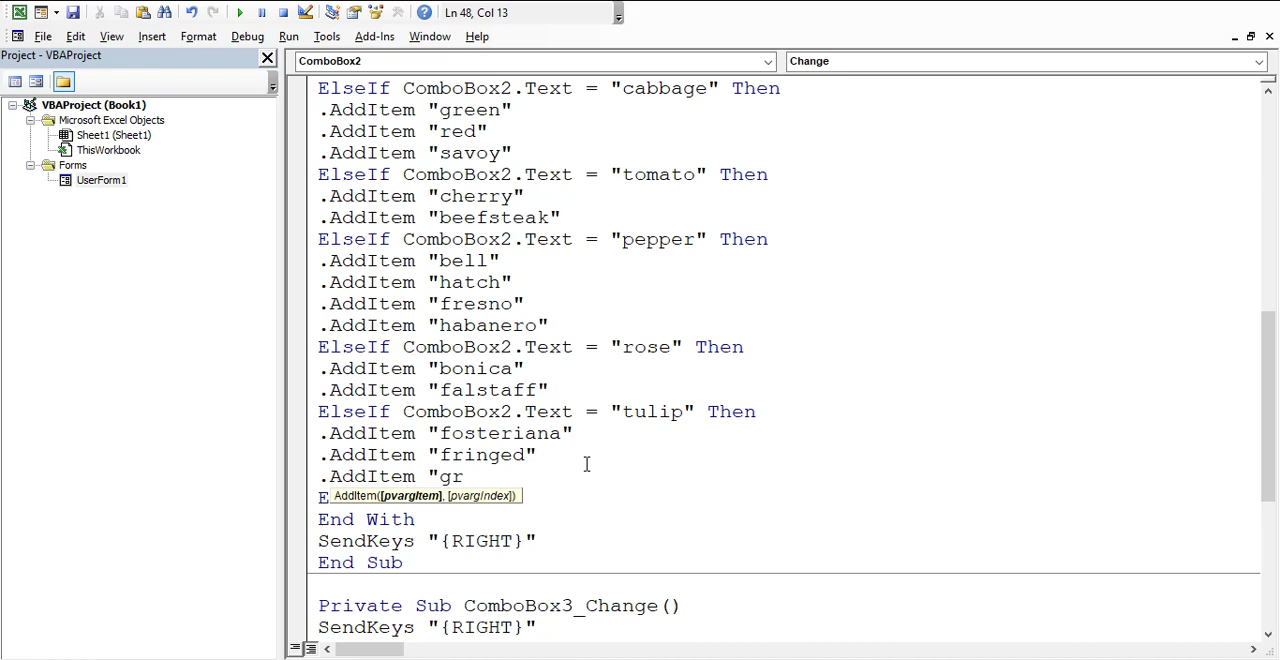 Ln 48, Col 13
File Edit View Insert Format Debug Run Tools Add-Ins Window Help
Project - VBAProject
VBAProject (Book1)
Microsoft Excel Objects
Sheet1 (Sheet1)
ThisWorkbook
Forms
UserForm1
ComboBox2 Change
ElseIf ComboBox2.Text = "cabbage" Then
.AddItem "green"
.AddItem "red"
.AddItem "savoy"
ElseIf ComboBox2.Text = "tomato" Then
.AddItem "cherry"
.AddItem "beefsteak"
ElseIf ComboBox2.Text = "pepper" Then
.AddItem "bell"
.AddItem "hatch"
.AddItem "fresno"
.AddItem "habanero"
ElseIf ComboBox2.Text = "rose" Then
.AddItem "bonica"
.AddItem "falstaff"
ElseIf ComboBox2.Text = "tulip" Then
.AddItem "fosteriana"
.AddItem "fringed"
.AddItem "gr
E AddItem([pvargItem], [pvargIndex])
End With
SendKeys "{RIGHT}"
End Sub
Private Sub ComboBox3_Change()
SendKeys "{RIGHT}"